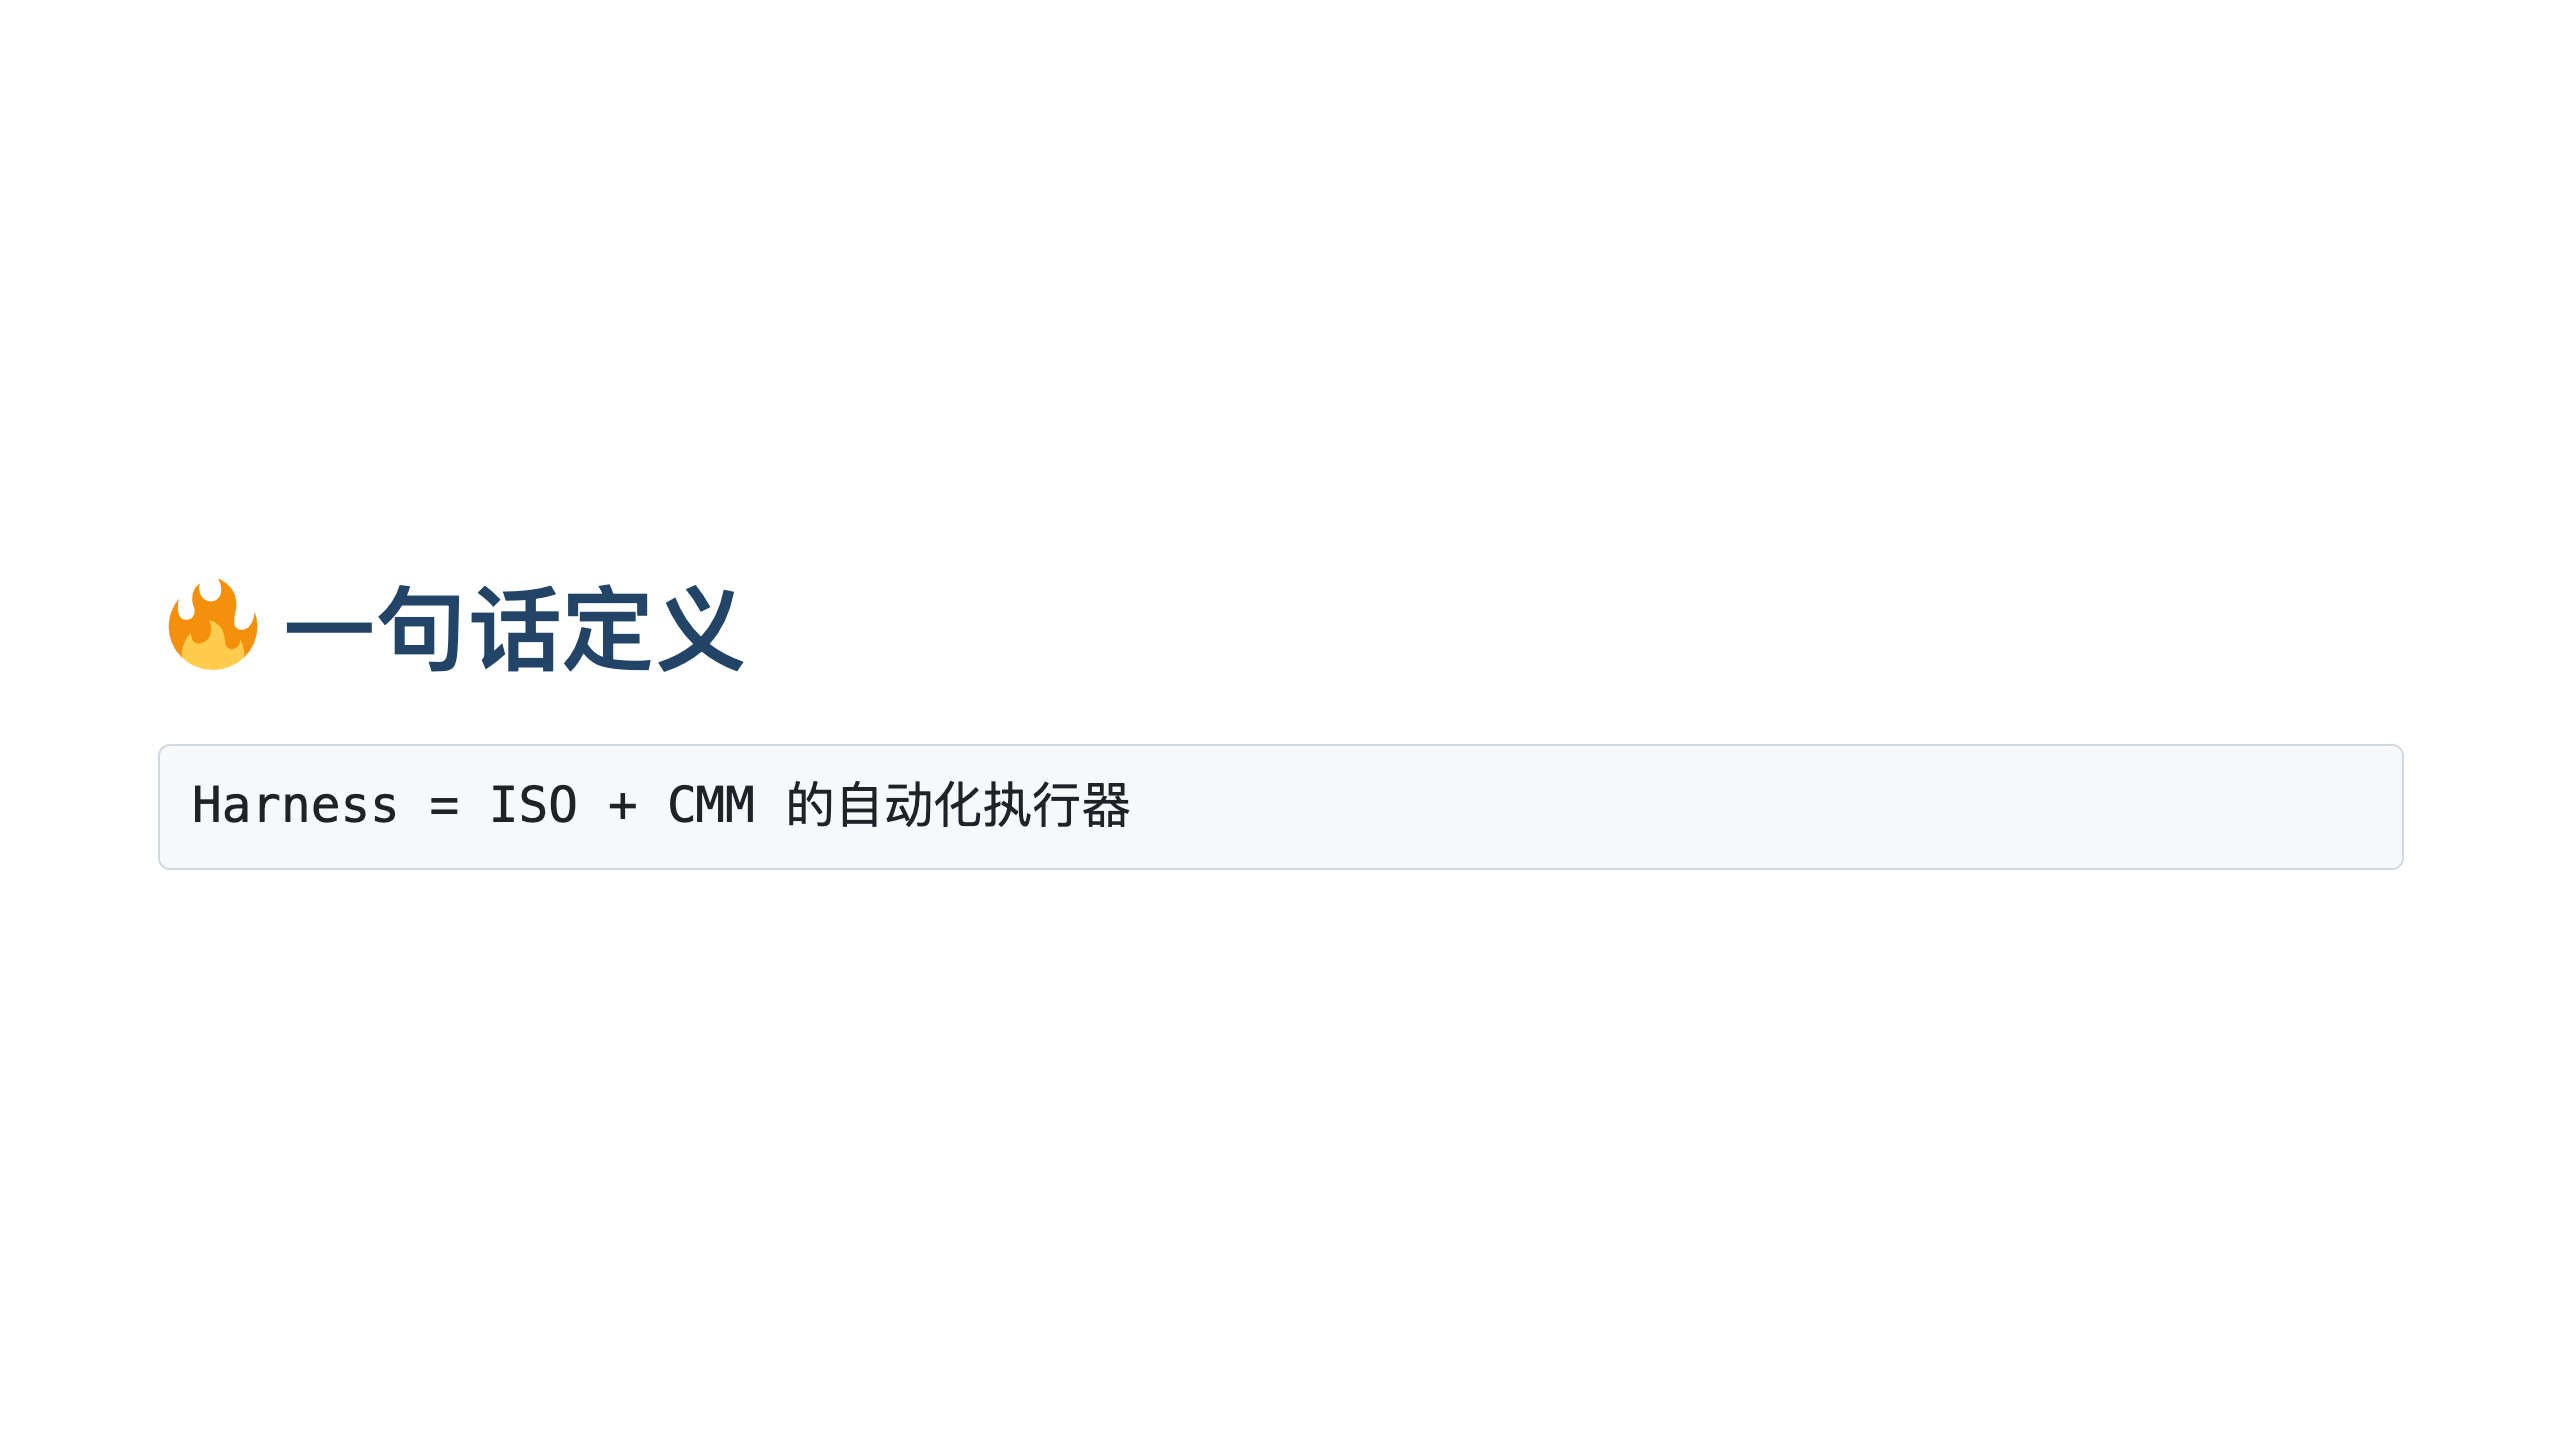 🔥 一句话定义
Harness = ISO + CMM 的自动化执行器